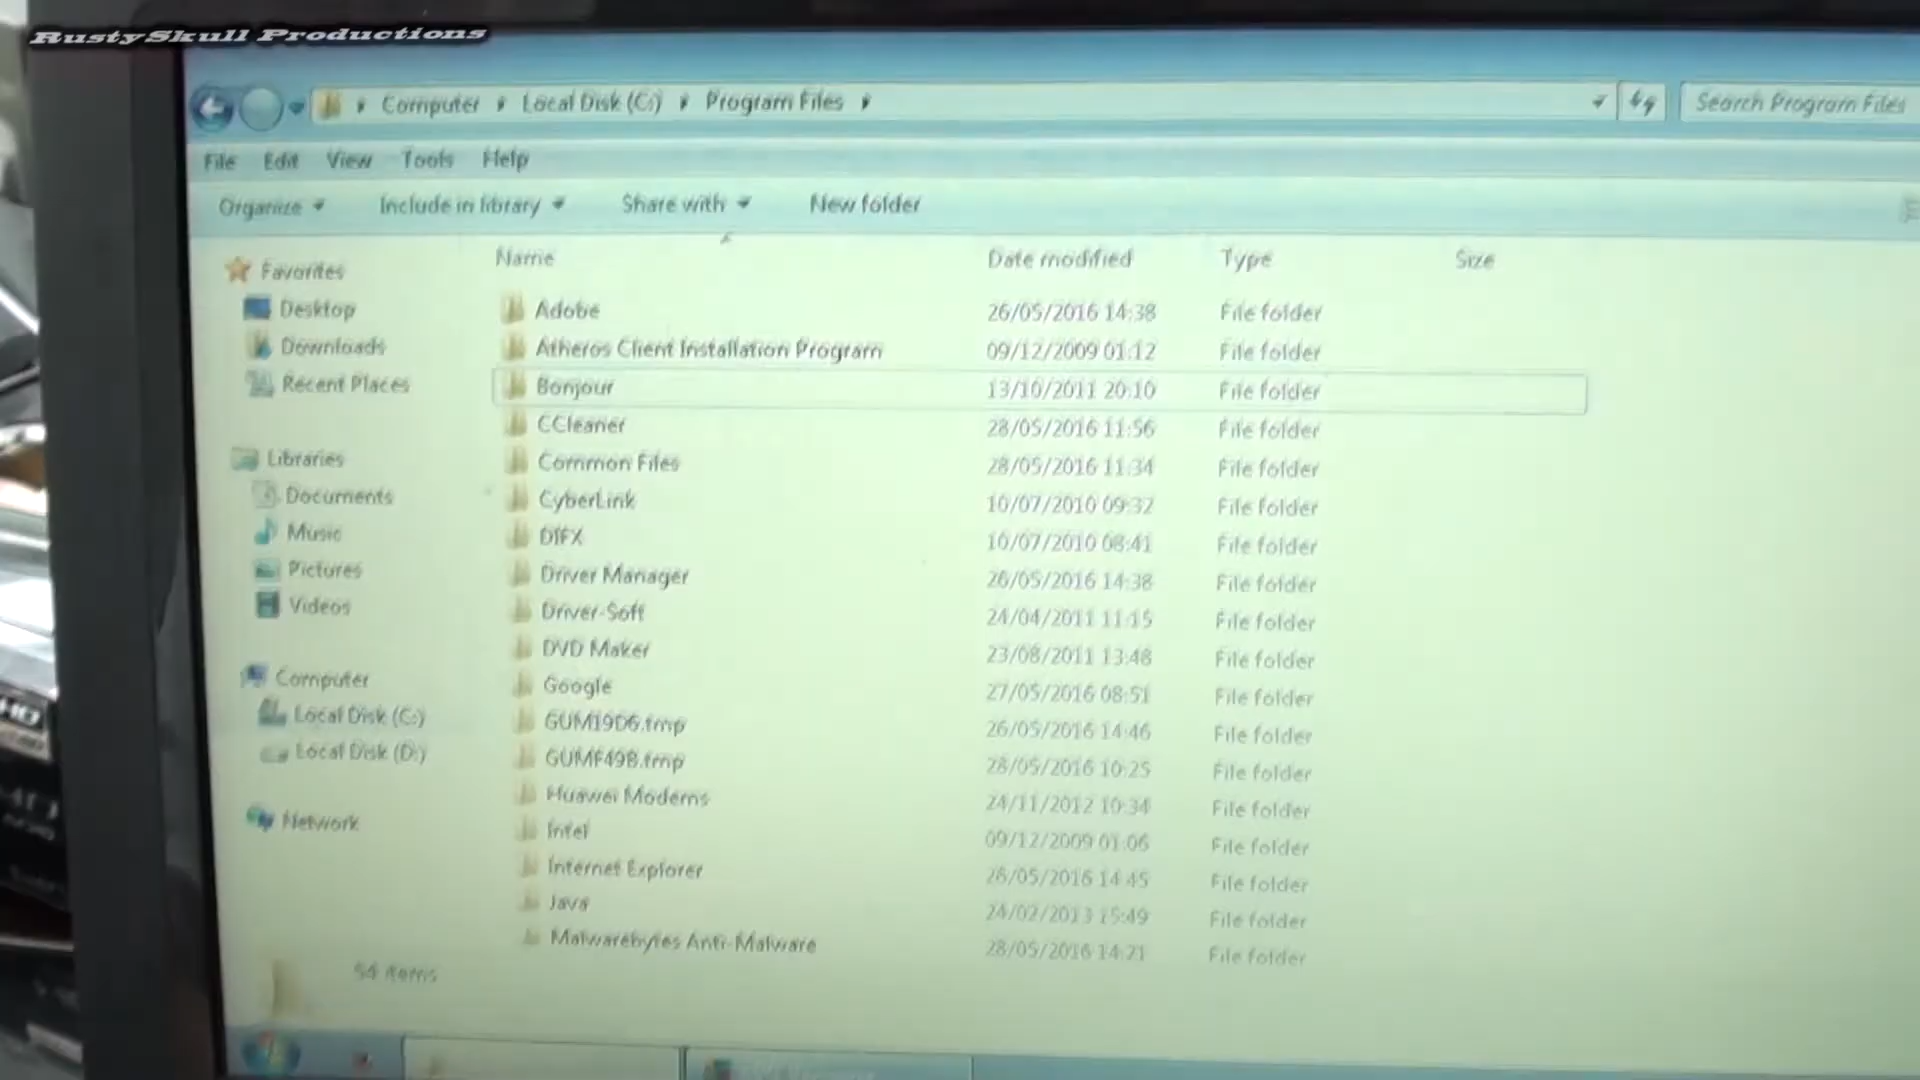 RustySkull Productions
Computer Local Disk (C:) Program Files Search Program Files
File Edit View Tools Help
Organize Include in library Share with New folder
Name Date modified Type Size
Favorites
Desktop
Downloads
Recent Places
Libraries
Documents
Music
Pictures
Videos
Computer
Local Disk (C:)
Local Disk (D:)
Network
Adobe 26/05/2016 14:38 File folder
Atheros Client Installation Program 09/12/2009 01:12 File folder
Bonjour 13/10/2011 20:10 File folder
CCleaner 28/05/2016 11:56 File folder
Common Files 28/05/2016 11:34 File folder
CyberLink 10/07/2010 09:32 File folder
DIFX 10/07/2010 08:41 File folder
Driver Manager 26/05/2016 14:38 File folder
Driver-Soft 24/04/2011 11:15 File folder
DVD Maker 23/08/2011 13:48 File folder
Google 27/05/2016 08:51 File folder
GUM19D6.tmp 26/05/2016 14:46 File folder
GUMF49B.tmp 28/05/2016 10:25 File folder
Huawei Modems 24/11/2012 10:34 File folder
Intel 09/12/2009 01:06 File folder
Internet Explorer 26/05/2016 14:45 File folder
Java 24/02/2013 15:49 File folder
Malwarebytes Anti-Malware 28/05/2016 14:21 File folder
54 items